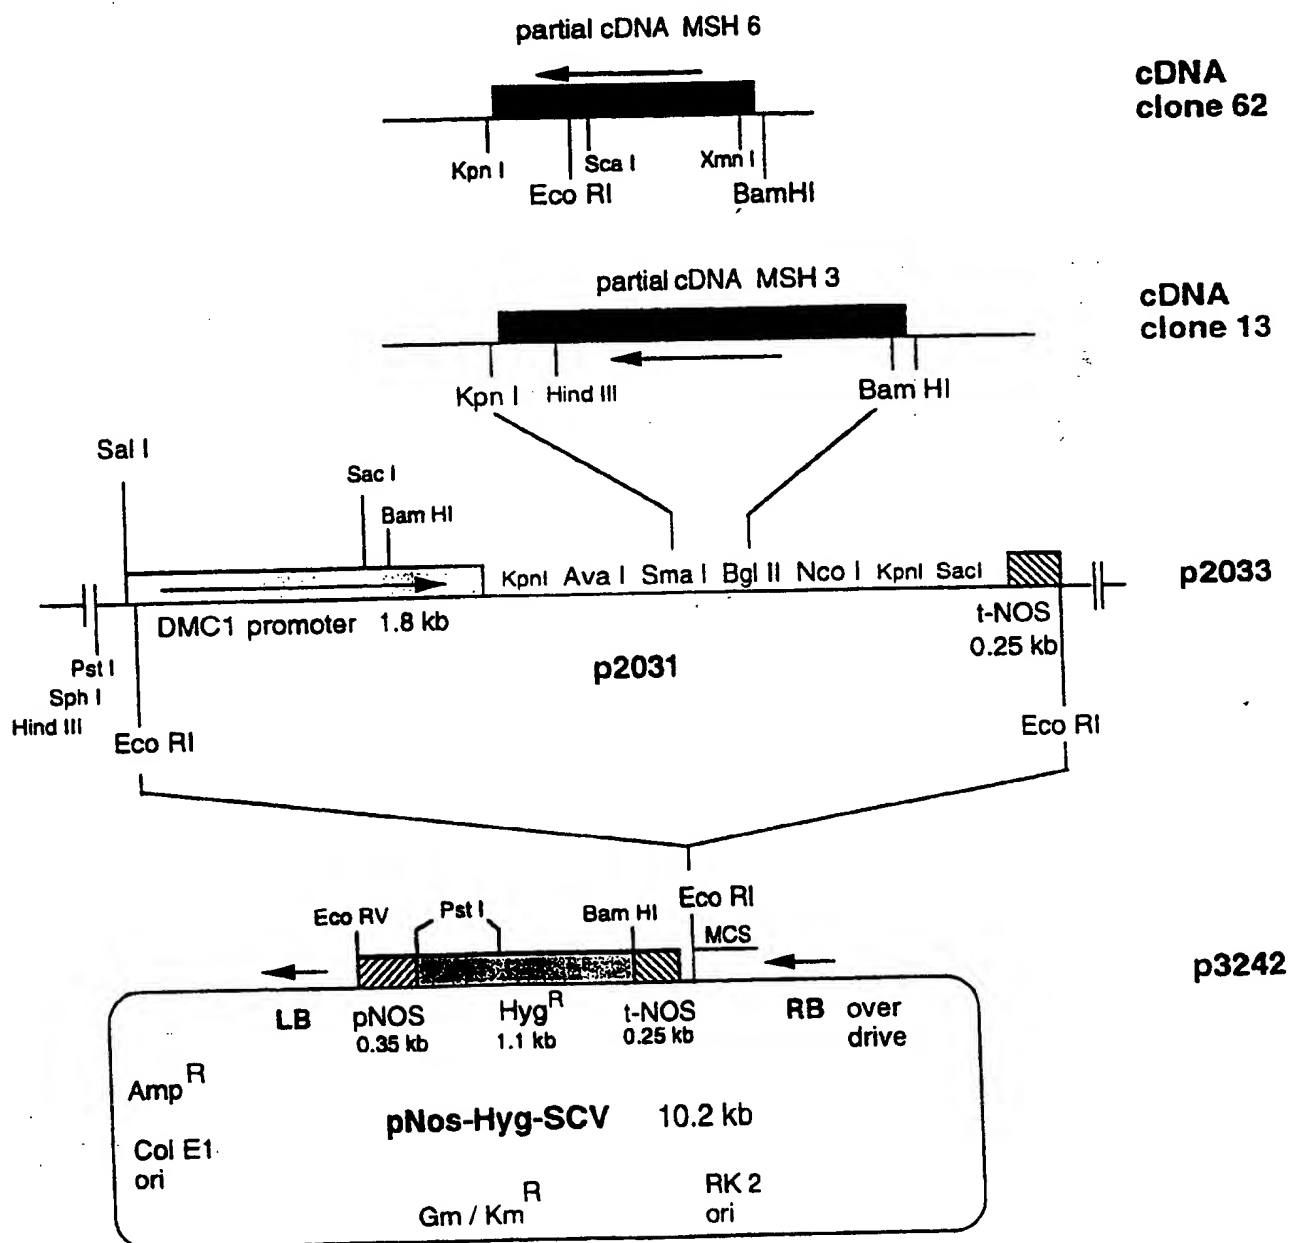 partial cDNA MSH 6
cDNA
clone 62
Kpn I
Eco RI
Sca I
Xmn I
BamHI
partial cDNA MSH 3
cDNA
clone 13
Kpn I
Hind III
Bam HI
Sal I
Sac I
Bam HI
KpnI Ava I Sma I Bgl II Nco I KpnI SacI
p2033
DMC1 promoter 1.8 kb
t-NOS
0.25 kb
p2031
Pst I
Sph I
Hind III
Eco RI
Eco RI
Eco RV
Pst I
Bam HI
Eco RI
MCS
p3242
LB
pNOS
0.35 kb
Hyg R
1.1 kb
t-NOS
0.25 kb
RB
over
drive
Amp R
pNos-Hyg-SCV 10.2 kb
Col E1
ori
Gm / Km R
RK 2
ori